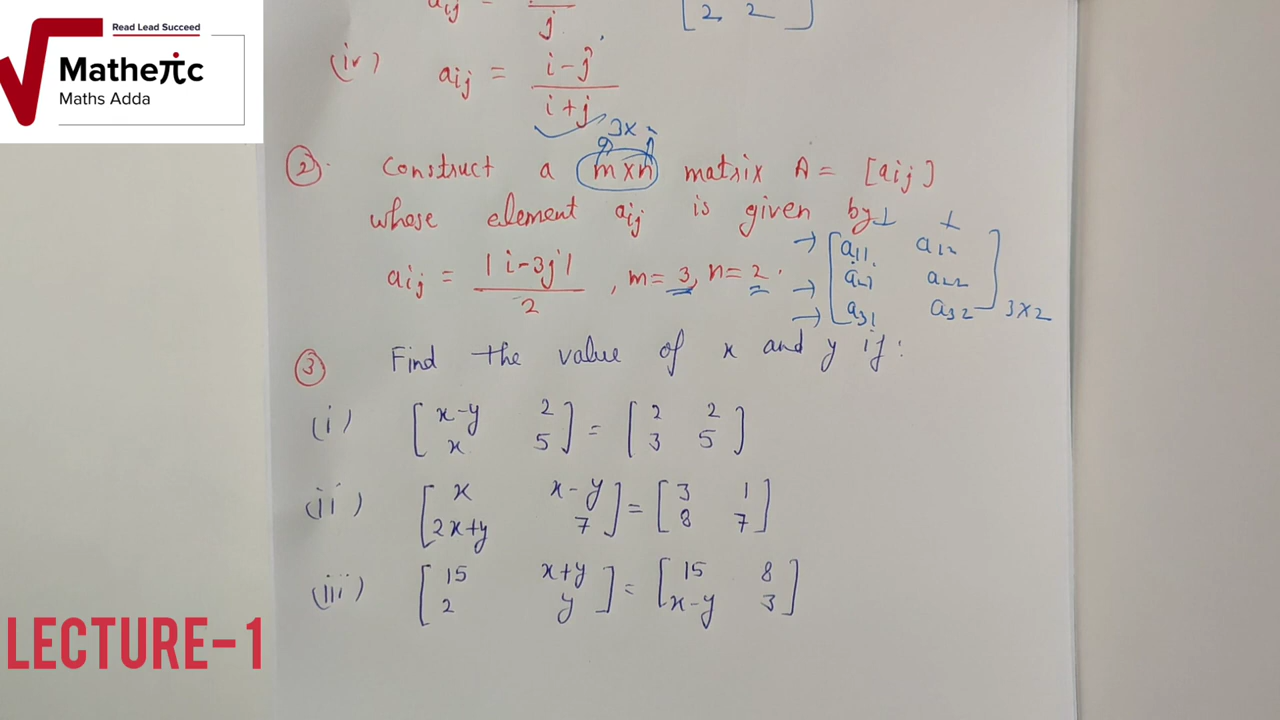 Read Lead Succeed
Matheπc
Maths Adda
aij =
j ,
[2 2]
(iv) aij = i-j / i+j
3x
② Construct a m x n matrix A = [aij]
whose element aij is given by
aij = |i-3j| / 2 , m = 3, n = 2.
[a11 a12
a21 a22
a31 a32] 3x2
③ Find the value of x and y if:
(i) [x-y 2] = [2 2]
[x 5] [3 5]
(ii) [x x-y] = [3 1]
[2x+y 7] [8 7]
(iii) [15 x+y] = [15 8]
[2 y] [x-y 3]
LECTURE-1